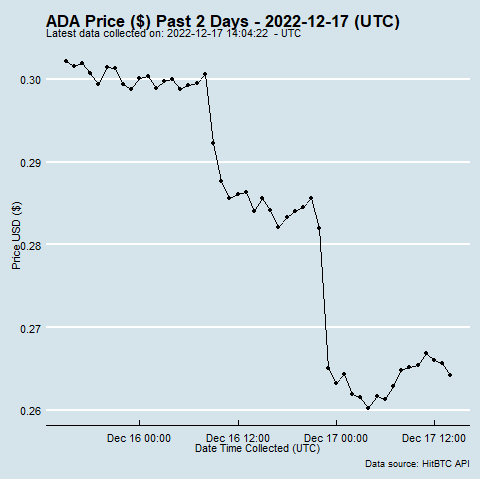 ADA Price ($) Past 2 Days - 2022-12-17 (UTC)
Latest data collected on: 2022-12-17 14:04:22 - UTC
0.30
0.29
0.28
0.27
0.26
Price USD ($)
Dec 16 00:00 Dec 16 12:00 Dec 17 00:00 Dec 17 12:00
Date Time Collected (UTC)
Data source: HitBTC API